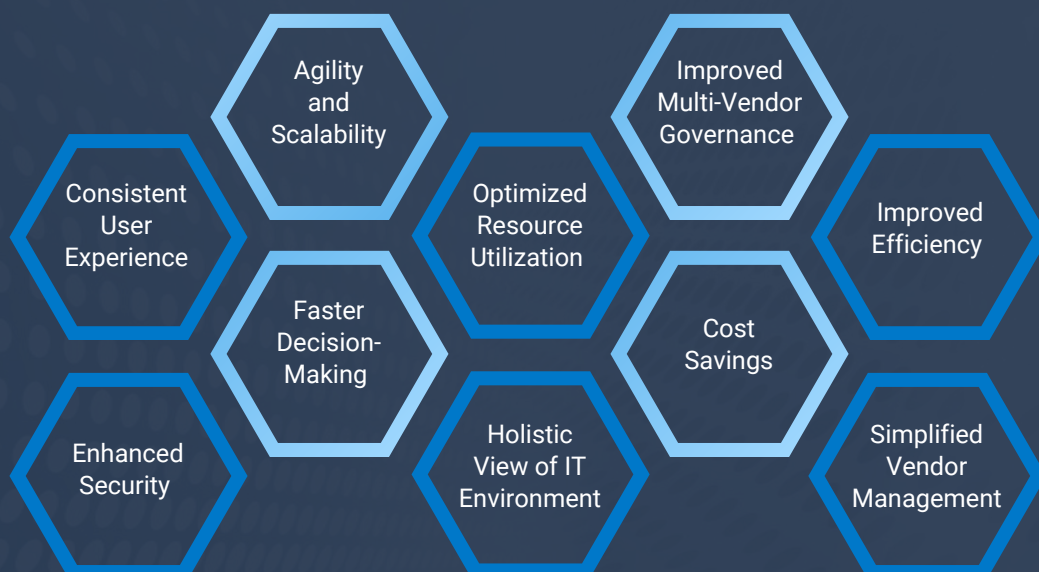 Agility
and
Scalability
Improved
Multi-Vendor
Governance
Consistent
User
Experience
Optimized
Resource
Utilization
Improved
Efficiency
Faster
Decision-
Making
Cost
Savings
Enhanced
Security
Holistic
View of IT
Environment
Simplified
Vendor
Management